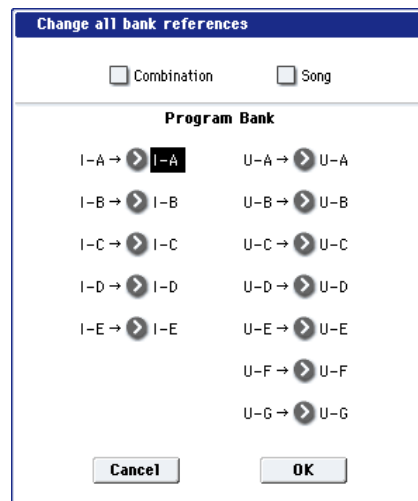 Change all bank references
Combination Song
Program Bank
I-A → I-A U-A → U-A
I-B → I-B U-B → U-B
I-C → I-C U-C → U-C
I-D → I-D U-D → U-D
I-E → I-E U-E → U-E
U-F → U-F
U-G → U-G
Cancel OK